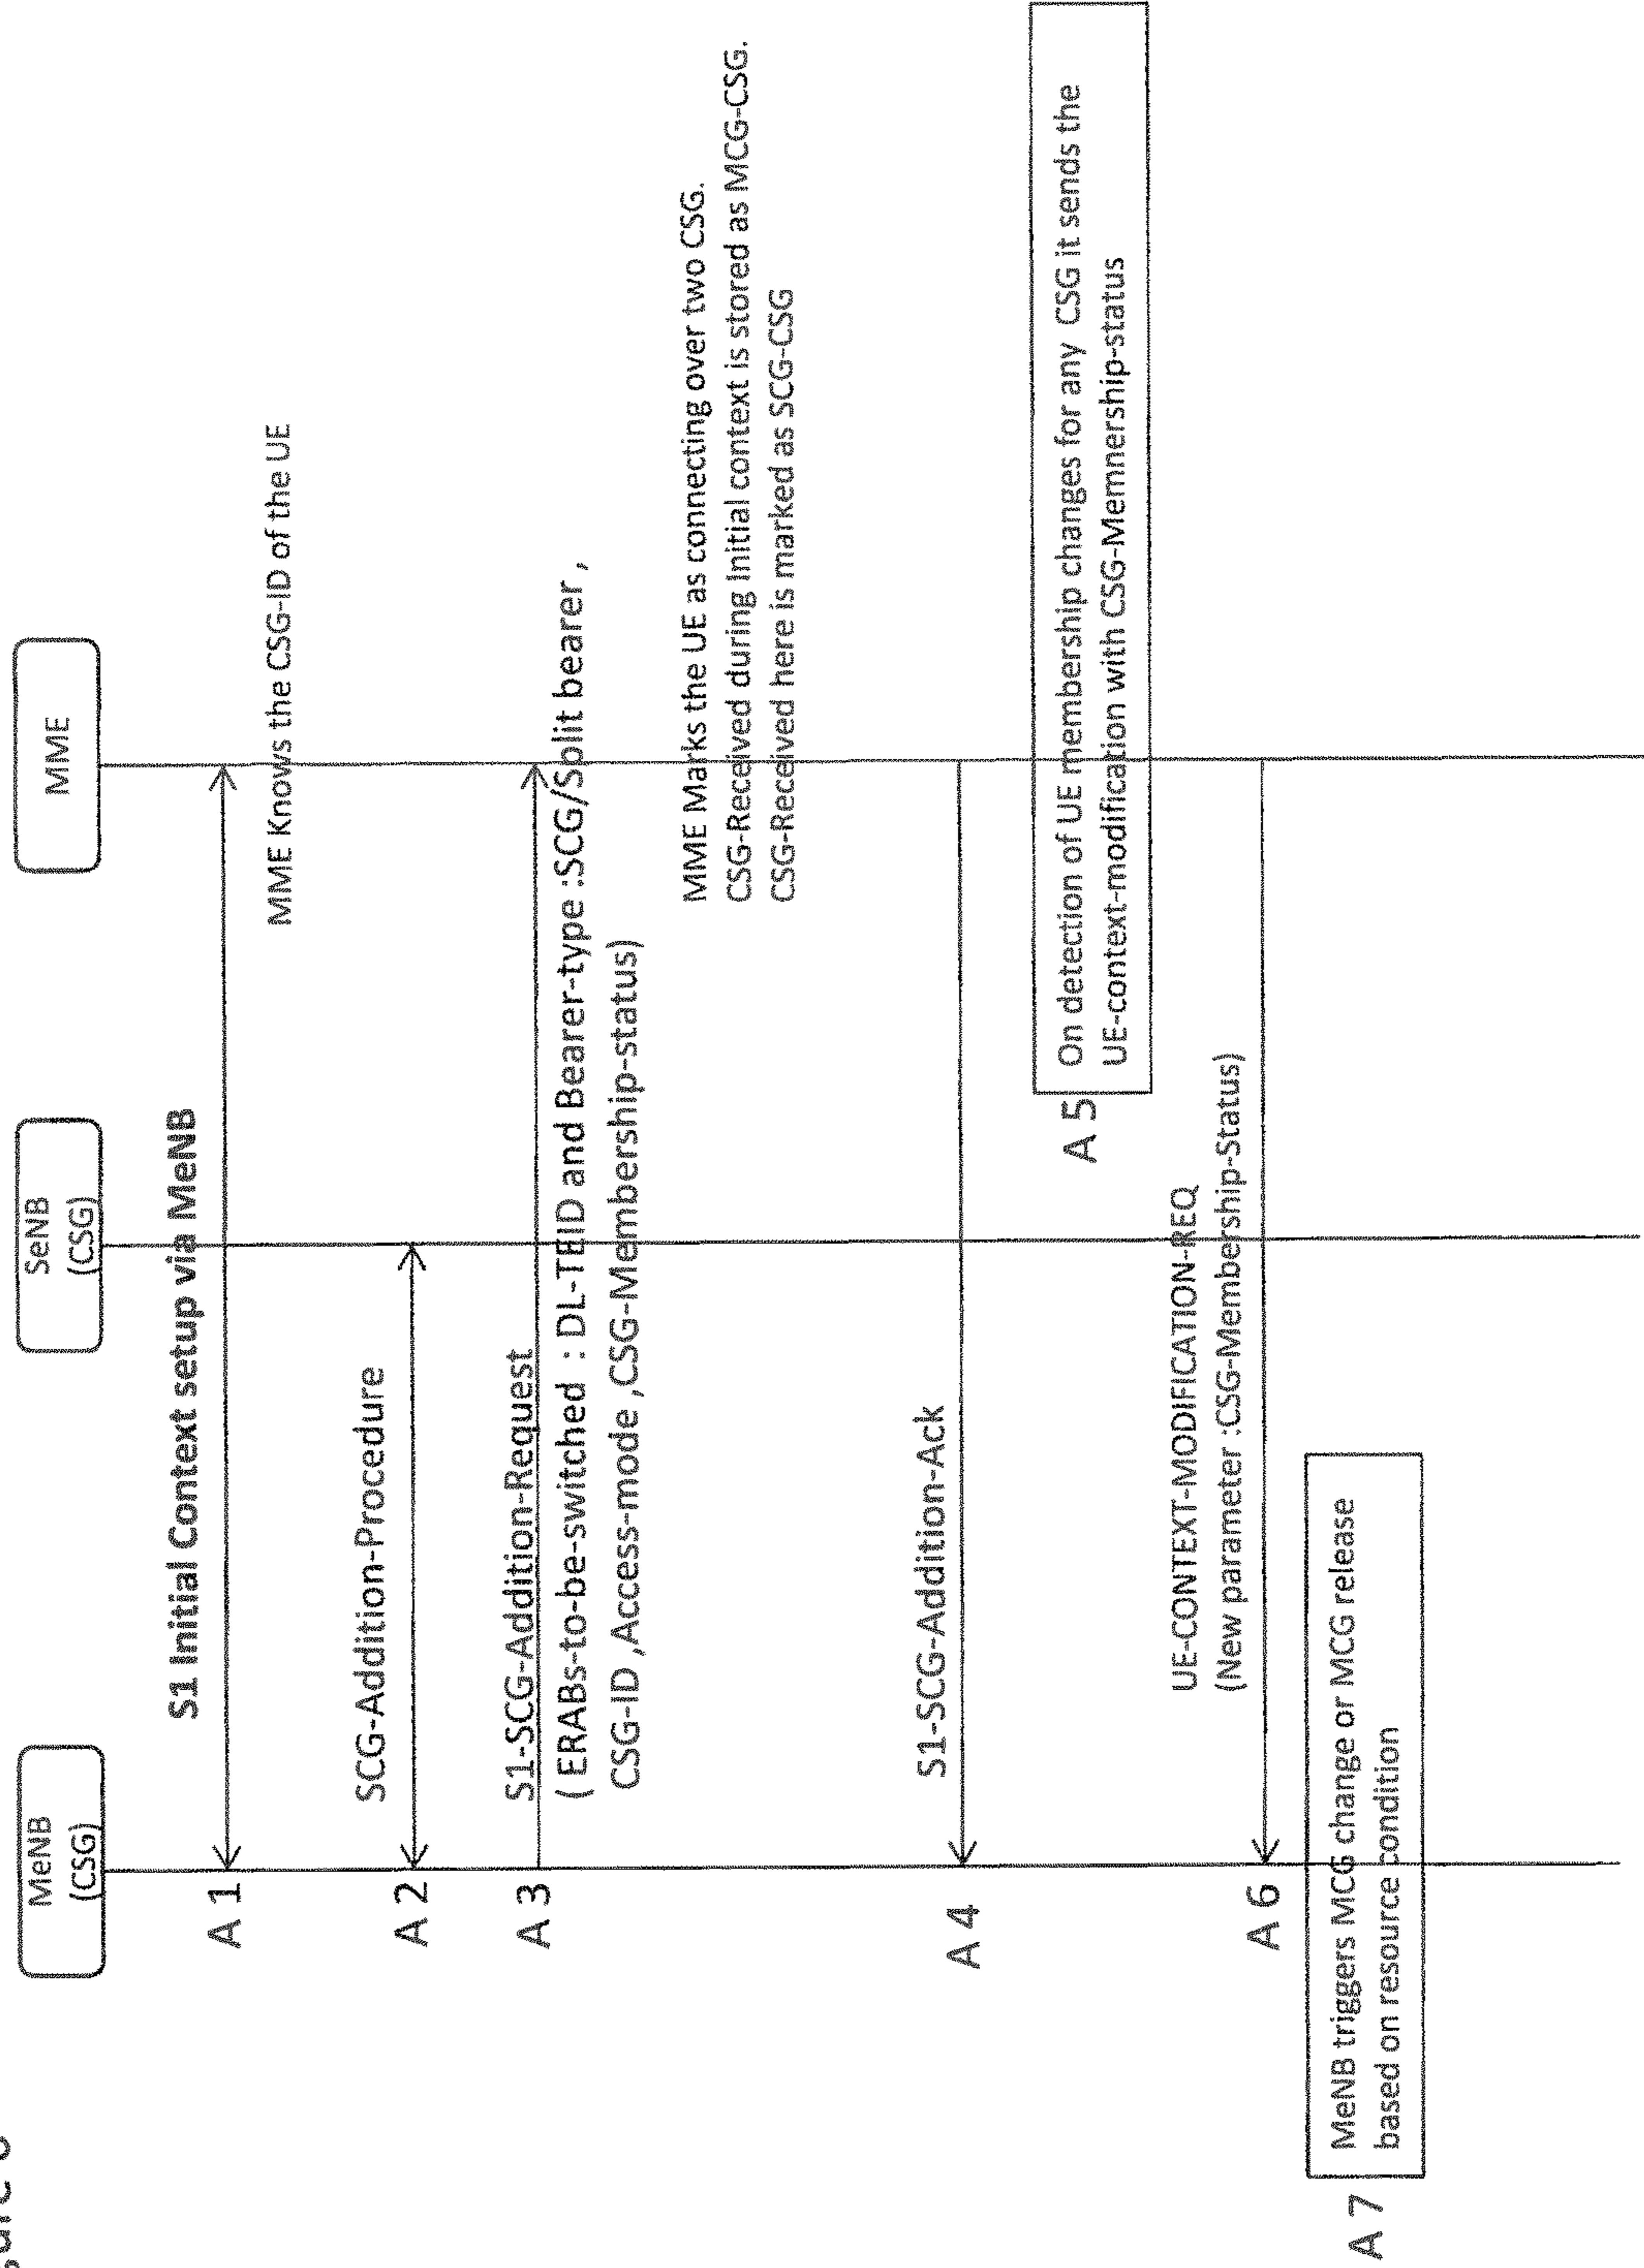 MeNB
(CSG)
SeNB
(CSG)
MME
S1 Initial Context setup via MeNB
A 1
MME Knows the CSG-ID of the UE
SCG-Addition-Procedure
A 2
S1-SCG-Addition-Request
A 3
( ERABs-to-be-switched : DL-TEID and Bearer-type :SCG/Split bearer ,
CSG-ID ,Access-mode ,CSG-Membership-status)
MME Marks the UE as connecting over two CSG.
CSG-Received during Initial context is stored as MCG-CSG.
CSG-Received here is marked as SCG-CSG
S1-SCG-Addition-Ack
A 4
A 5
On detection of UE membership changes for any CSG it sends the
UE-context-modification with CSG-Memnership-status
UE-CONTEXT-MODIFICATION-REQ
(New parameter :CSG-Membership-Status)
A 6
MeNB triggers MCG change or MCG release
based on resource condition
A 7